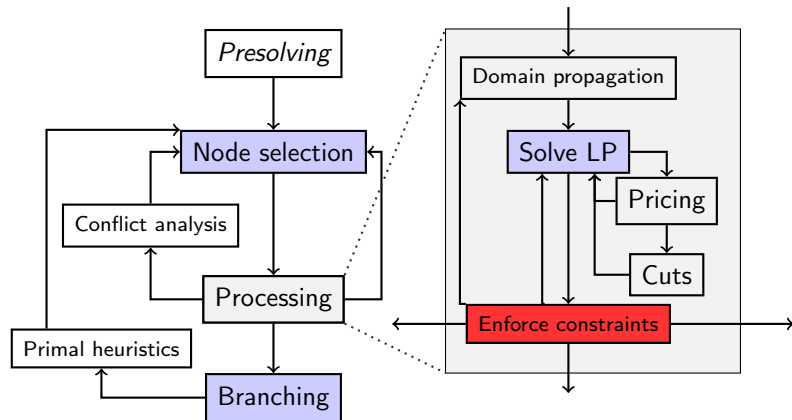 Presolving
Node selection
Conflict analysis
Processing
Primal heuristics
Branching
Domain propagation
Solve LP
Pricing
Cuts
Enforce constraints